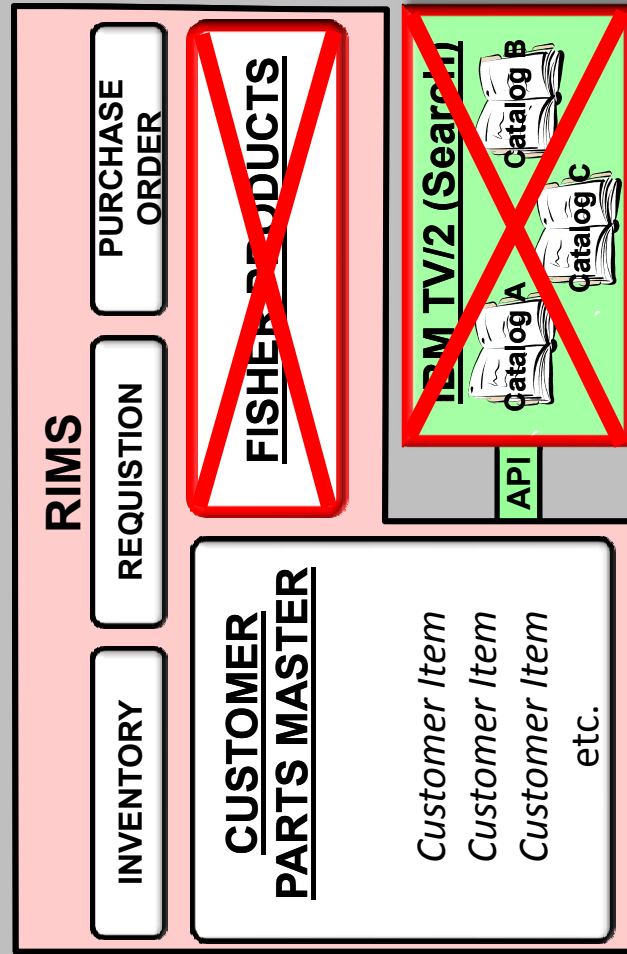 RIMS
INVENTORY
REQUISTION
PURCHASE
ORDER
CUSTOMER
PARTS MASTER
Customer Item
Customer Item
Customer Item
etc.
FISHER PRODUCTS
API
IBM TV/2 (Search)
Catalog A
Catalog B
Catalog C